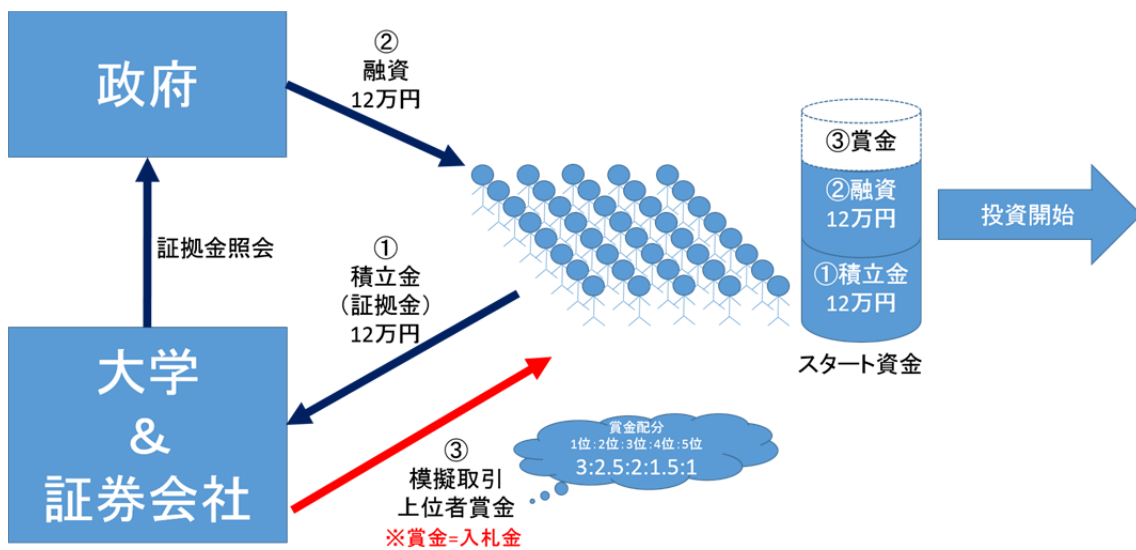 政府
②
融資
12万円
証拠金照会
①
積立金
（証拠金）
12万円
大学
&
証券会社
③
模擬取引
上位者賞金
※賞金=入札金
賞金配分
1位:2位:3位:4位:5位
3:2.5:2:1.5:1
③賞金
②融資
12万円
①積立金
12万円
スタート資金
投資開始